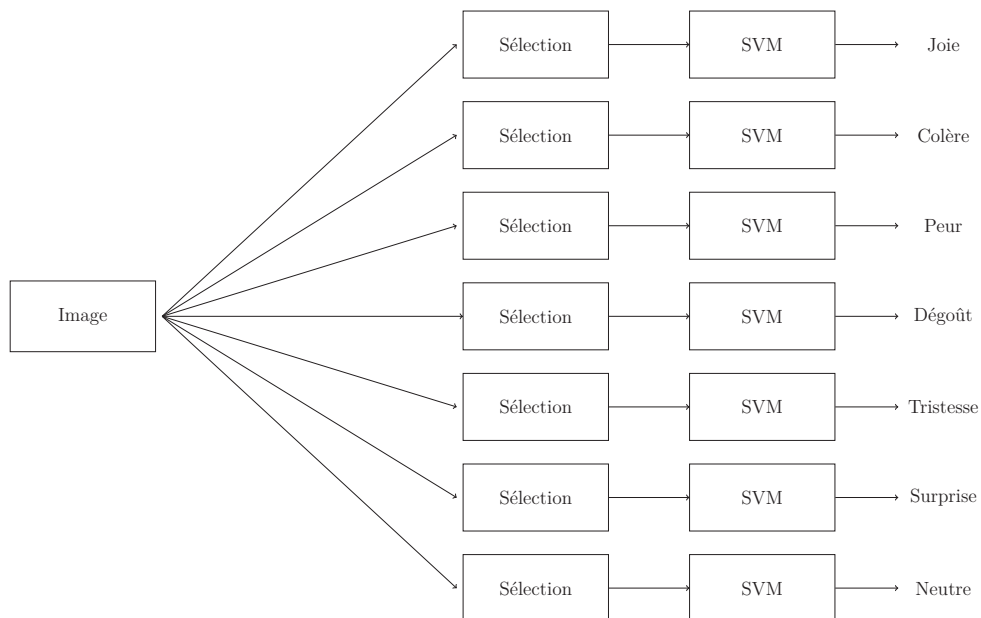 Sélection SVM Joie
Sélection SVM Colère
Sélection SVM Peur
Image Sélection SVM Dégoût
Sélection SVM Tristesse
Sélection SVM Surprise
Sélection SVM Neutre